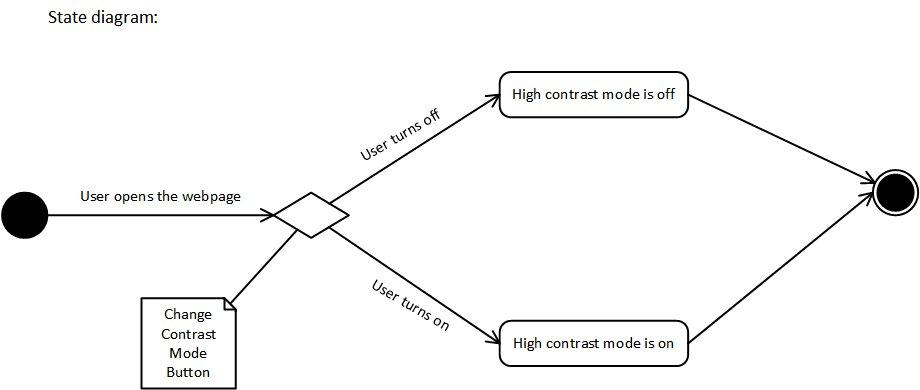 State diagram:
High contrast mode is off
User turns off
User opens the webpage
User turns on
Change
Contrast
Mode
Button
High contrast mode is on